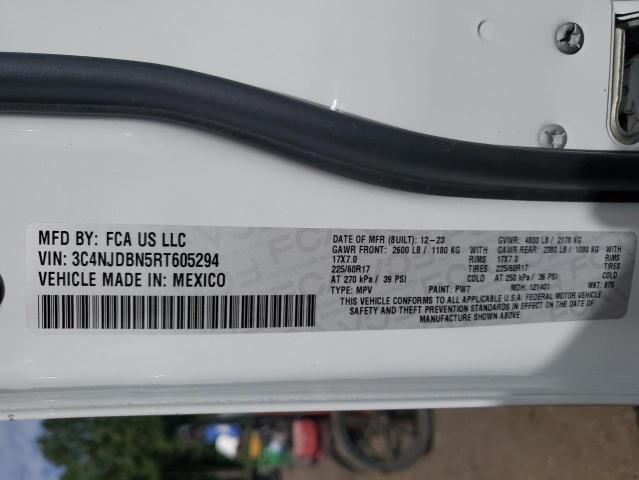 MFD BY: FCA US LLC
VIN: 3C4NJDBN5RT605294
VEHICLE MADE IN: MEXICO
DATE OF MFR (BUILT): 12-23 GVWR: 4800 LB / 2178 KG
GAWR FRONT: 2600 LB / 1180 KG WITH GAWR REAR: 2380 LB / 1080 KG WITH
17X7.0 RIMS 17X7.0 RIMS
225/60R17 TIRES 225/60R17 TIRES
AT 270 kPa / 39 PSI COLD AT 250 kPa / 36 PSI COLD
TYPE: MPV PAINT: PW7 MDH: 121401 MKT: 875
THIS VEHICLE CONFORMS TO ALL APPLICABLE U.S.A. FEDERAL MOTOR VEHICLE
SAFETY AND THEFT PREVENTION STANDARDS IN EFFECT ON THE DATE OF
MANUFACTURE SHOWN ABOVE.